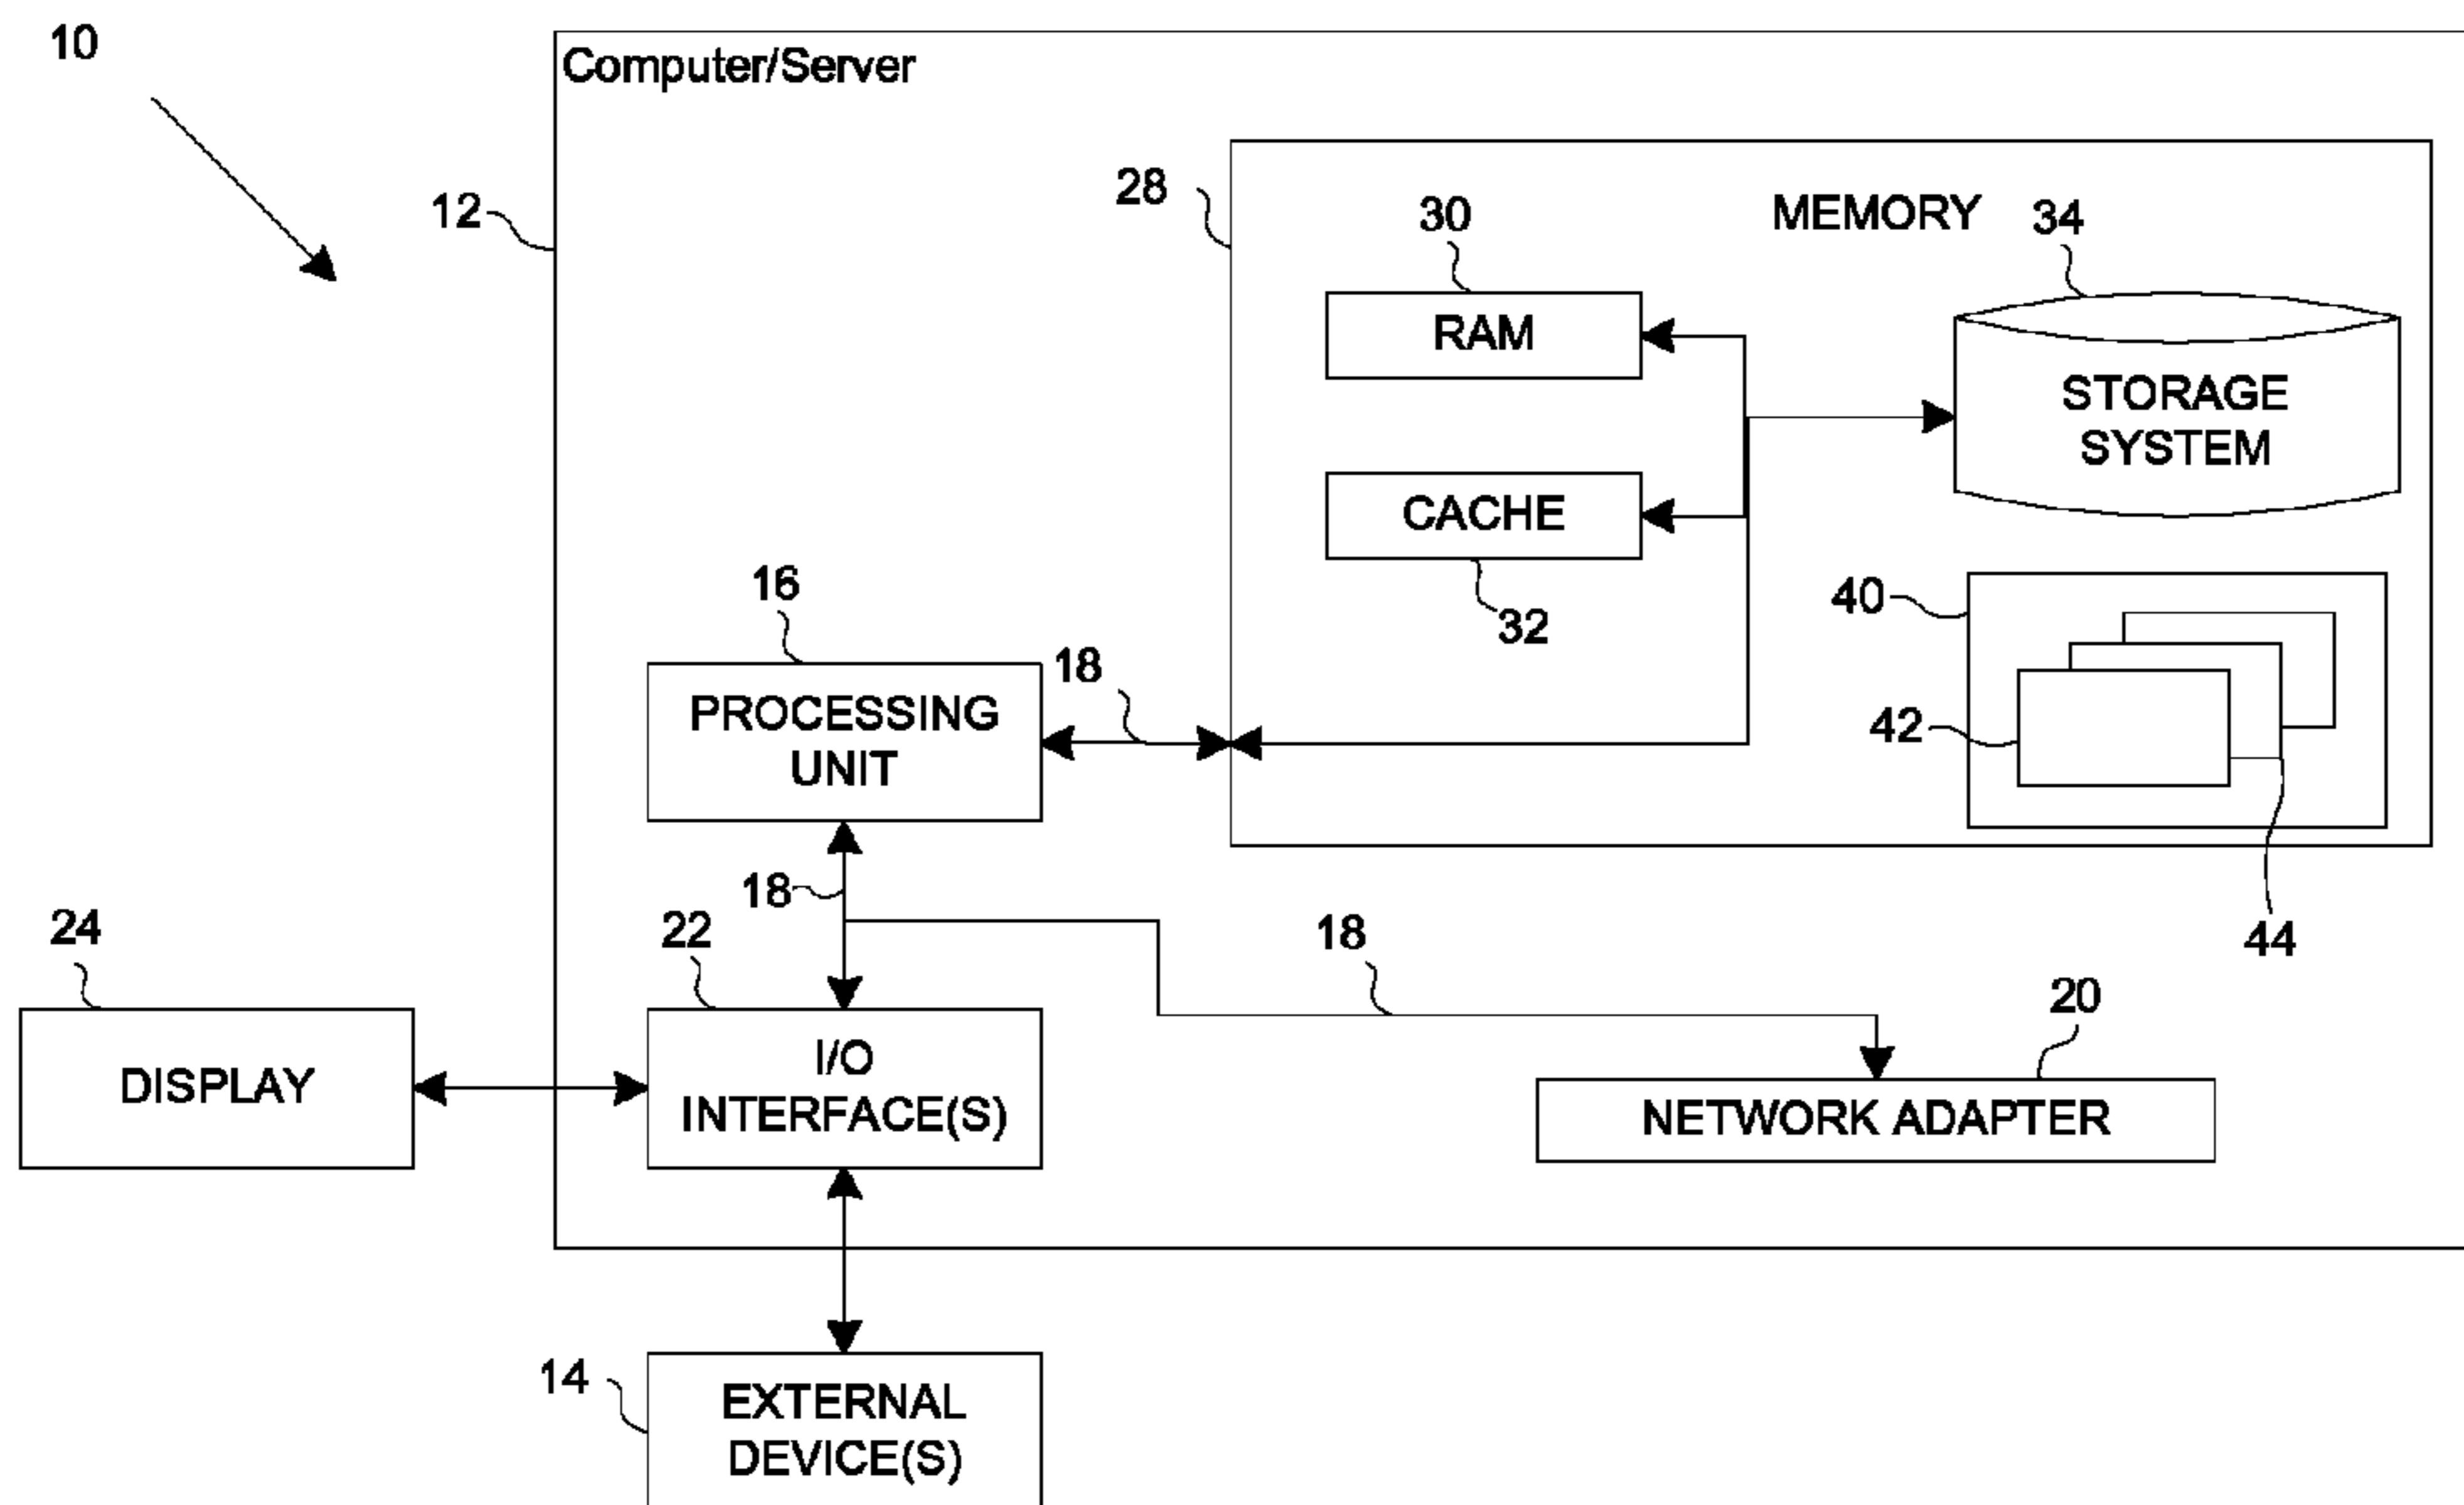 10
Computer/Server
12
28
MEMORY
30
34
RAM
STORAGE
SYSTEM
CACHE
32
16
40
18
PROCESSING
UNIT
42
18
44
24
22
18
20
DISPLAY
I/O
INTERFACE(S)
NETWORK ADAPTER
14
EXTERNAL
DEVICE(S)